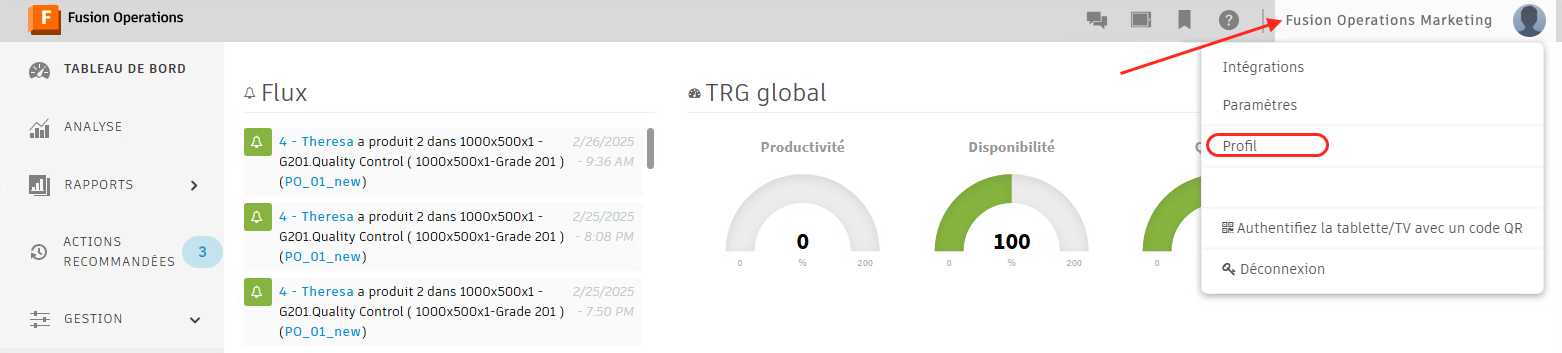 Fusion Operations
Fusion Operations Marketing
TABLEAU DE BORD
ANALYSE
RAPPORTS
ACTIONS
RECOMMANDÉES
3
GESTION
Flux
4 - Theresa a produit 2 dans 1000x500x1 - 2/26/2025
G201.Quality Control ( 1000x500x1-Grade 201 ) - 9:36 AM
(PO_01_new)
4 - Theresa a produit 2 dans 1000x500x1 - 2/25/2025
G201.Quality Control ( 1000x500x1-Grade 201 ) - 8:08 PM
(PO_01_new)
4 - Theresa a produit 2 dans 1000x500x1 - 2/25/2025
G201.Quality Control ( 1000x500x1-Grade 201 ) - 7:50 PM
(PO_01_new)
TRG global
Productivité
0
0 % 200
Disponibilité
100
0 % 200
0
Intégrations
Paramètres
Profil
Authentifiez la tablette/TV avec un code QR
Déconnexion